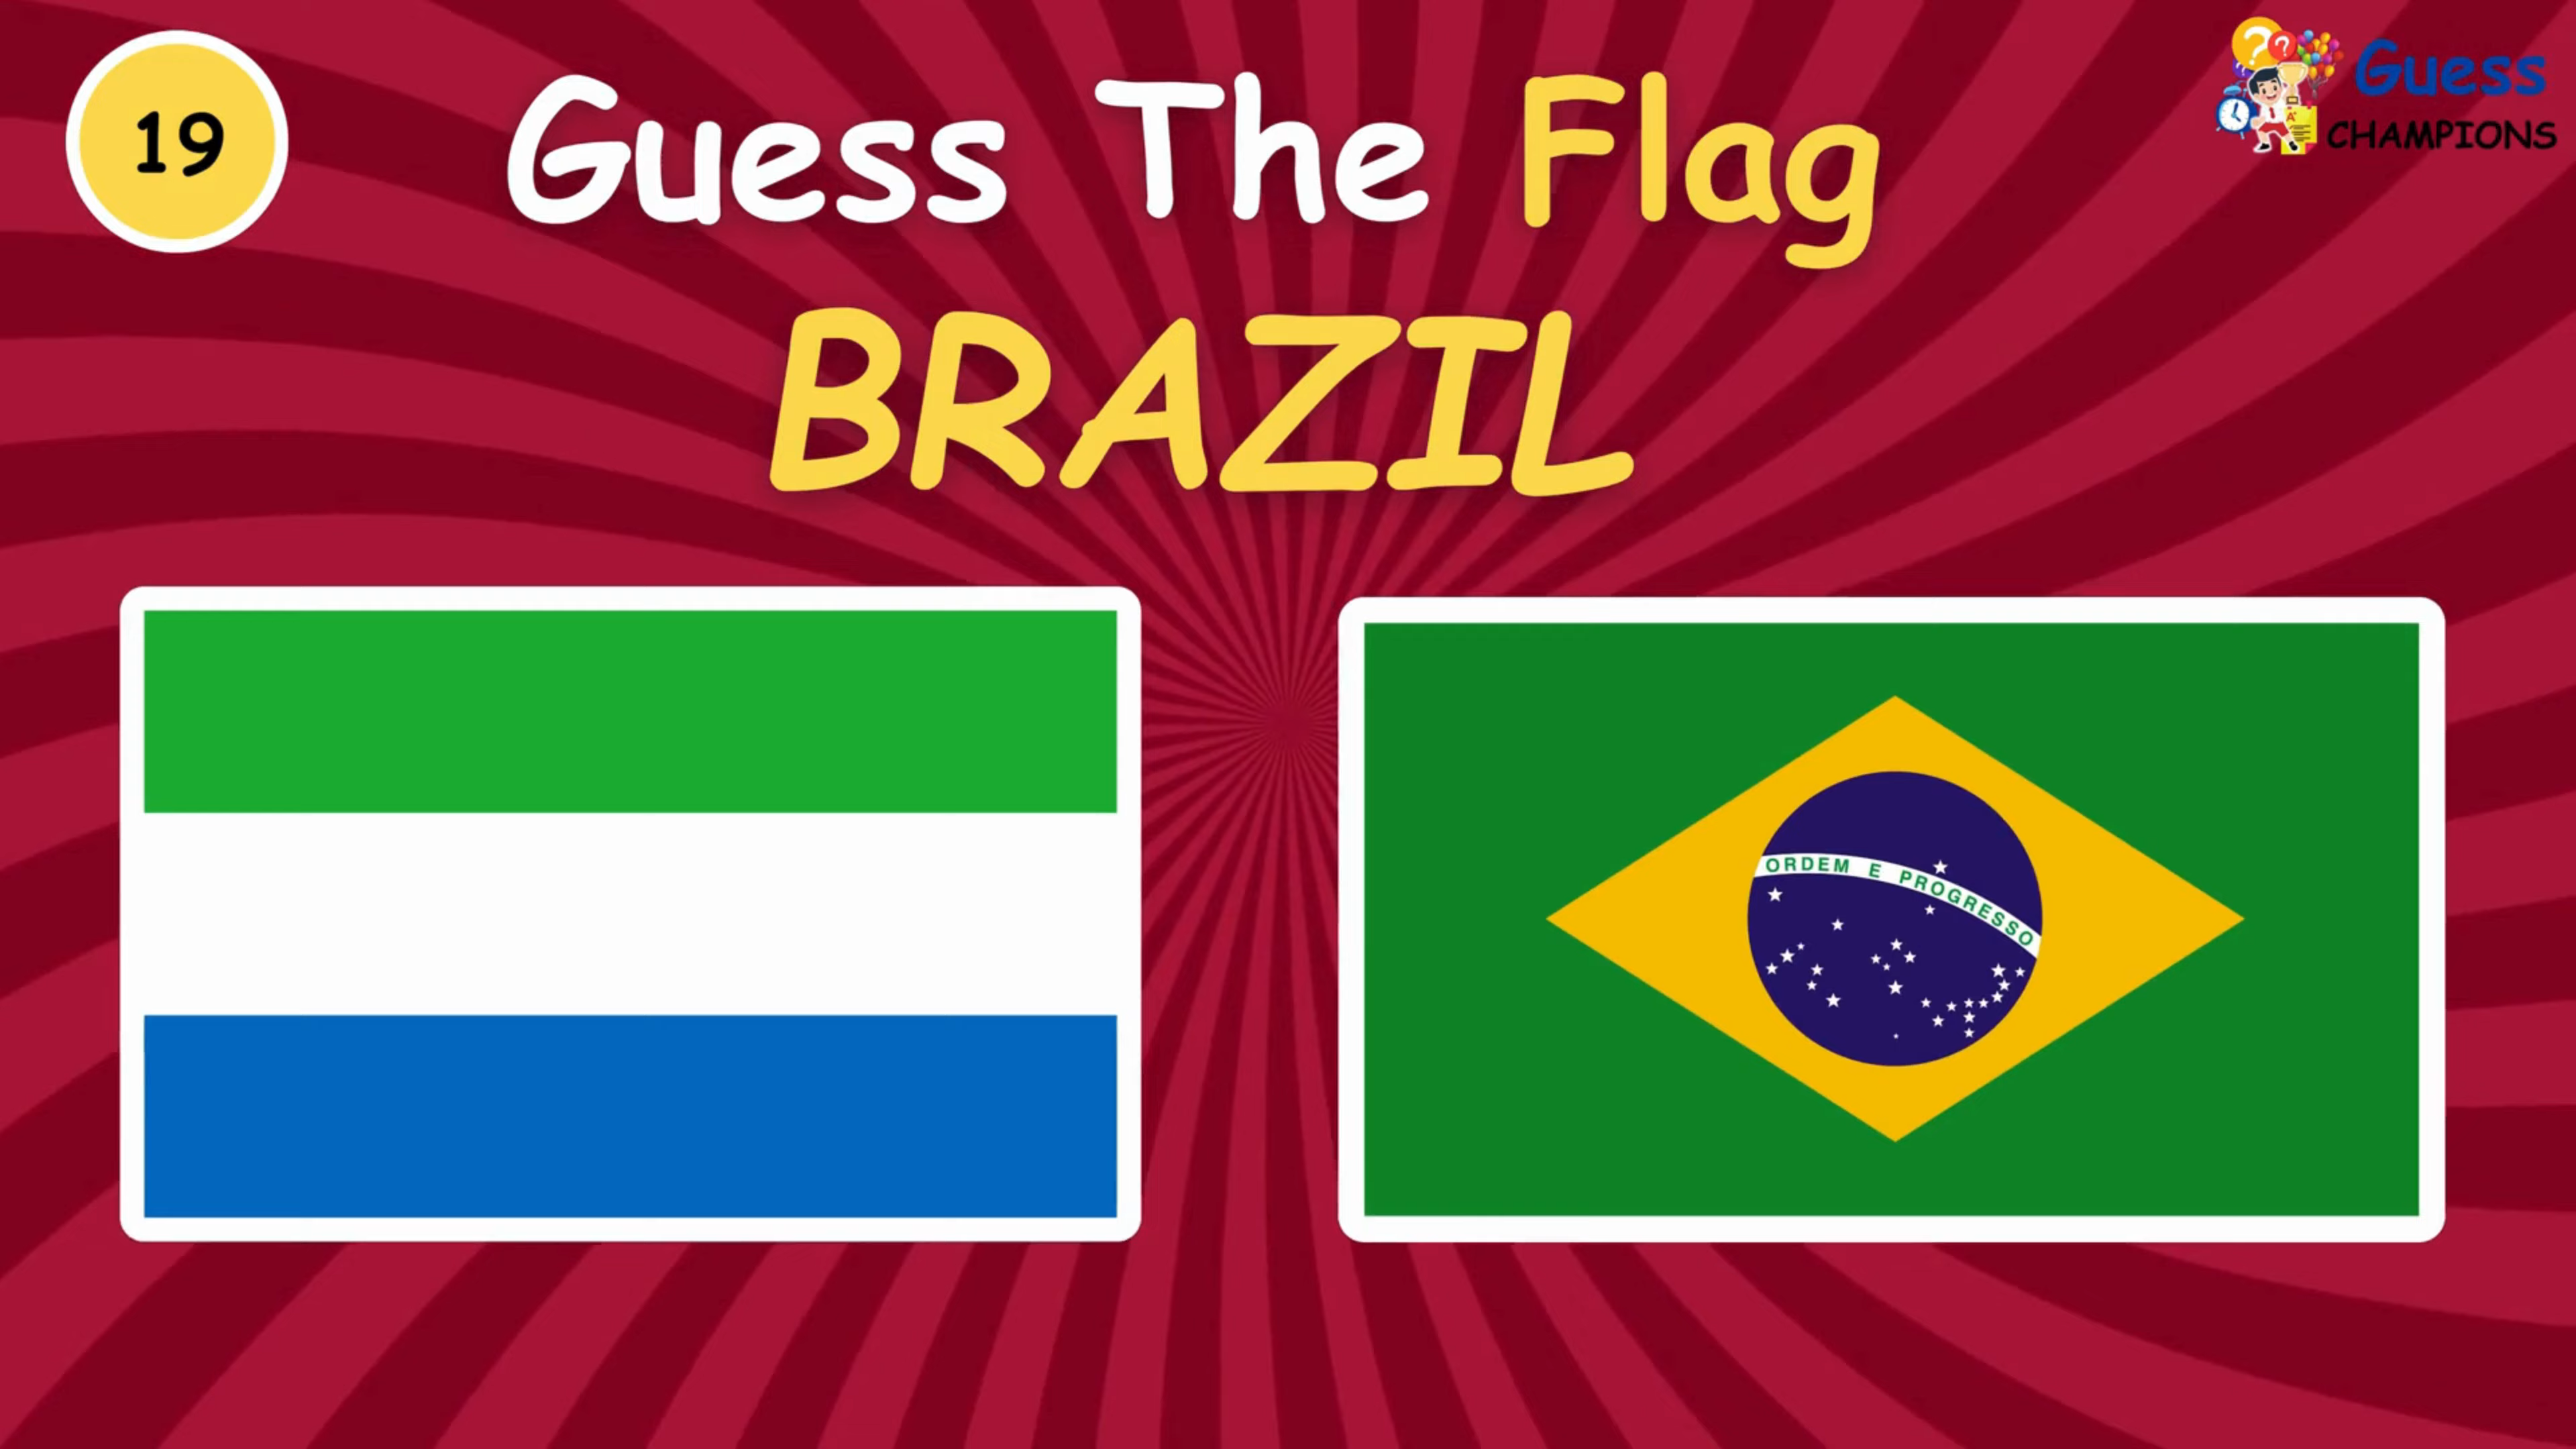 19
Guess The Flag
Guess
CHAMPIONS
BRAZIL
ORDEM E PROGRESSO